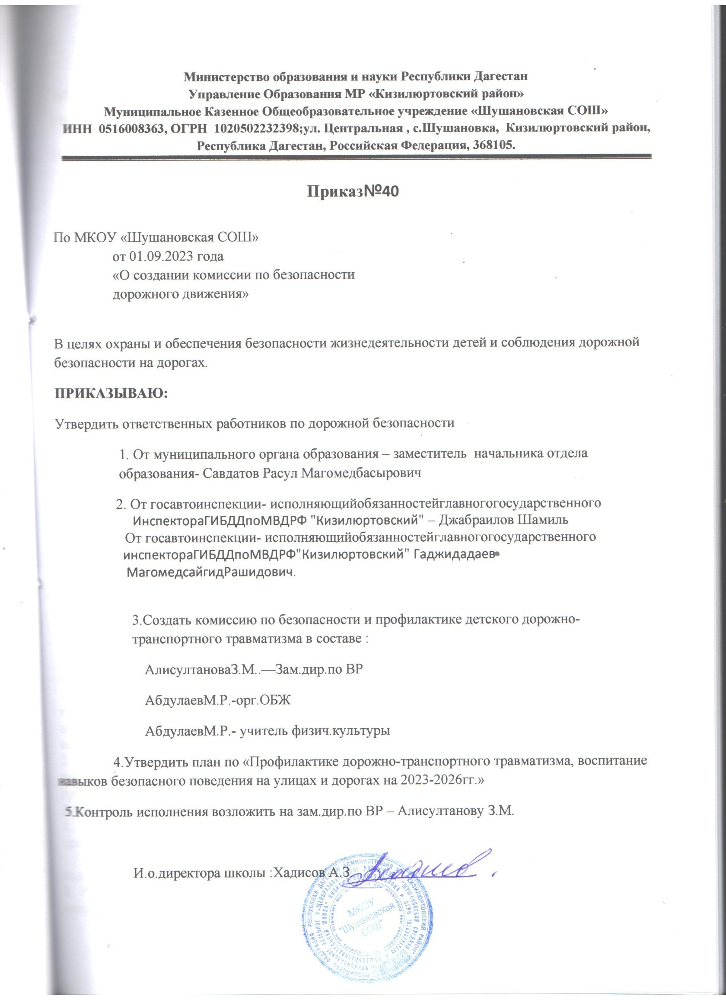 Министерство образования и науки Республики Дагестан
Управление Образования МР «Кизилюртовский район»
Муниципальное Казенное Общеобразовательное учреждение «Шушановская СОШ»
ИНН  0516008363, ОГРН  1020502232398;ул. Центральная , с.Шушановка,  Кизилюртовский район,
Республика Дагестан, Российская Федерация, 368105.
Приказ№40
По МКОУ «Шушановская СОШ»
от 01.09.2023 года
«О создании комиссии по безопасности
дорожного движения»
В целях охраны и обеспечения безопасности жизнедеятельности детей и соблюдения дорожной
безопасности на дорогах.
ПРИКАЗЫВАЮ:
Утвердить ответственных работников по дорожной безопасности
1. От муниципального органа образования – заместитель  начальника отдела
образования- Савдатов Расул Магомедбасырович
2. От госавтоинспекции- исполняющийобязанностейглавногогосударственного
ИнспектораГИБДДпоМВДРФ "Кизилюртовский" – Джабраилов Шамиль
От госавтоинспекции- исполняющийобязанностейглавногогосударственного
инспектораГИБДДпоМВДРФ"Кизилюртовский" Гаджидадаев
МагомедсайгидРашидович.
3.Создать комиссию по безопасности и профилактике детского дорожно-
транспортного травматизма в составе :
АлисултановаЗ.М..—Зам.дир.по ВР
АбдулаевМ.Р.-орг.ОБЖ
АбдулаевМ.Р.- учитель физич.культуры
4.Утвердить план по «Профилактике дорожно-транспортного травматизма, воспитание
навыков безопасного поведения на улицах и дорогах на 2023-2026гг.»
5.Контроль исполнения возложить на зам.дир.по ВР – Алисултанову З.М.
И.о.директора школы :Хадисов А.З.
МКОУ
"Шушановская
СОШ"